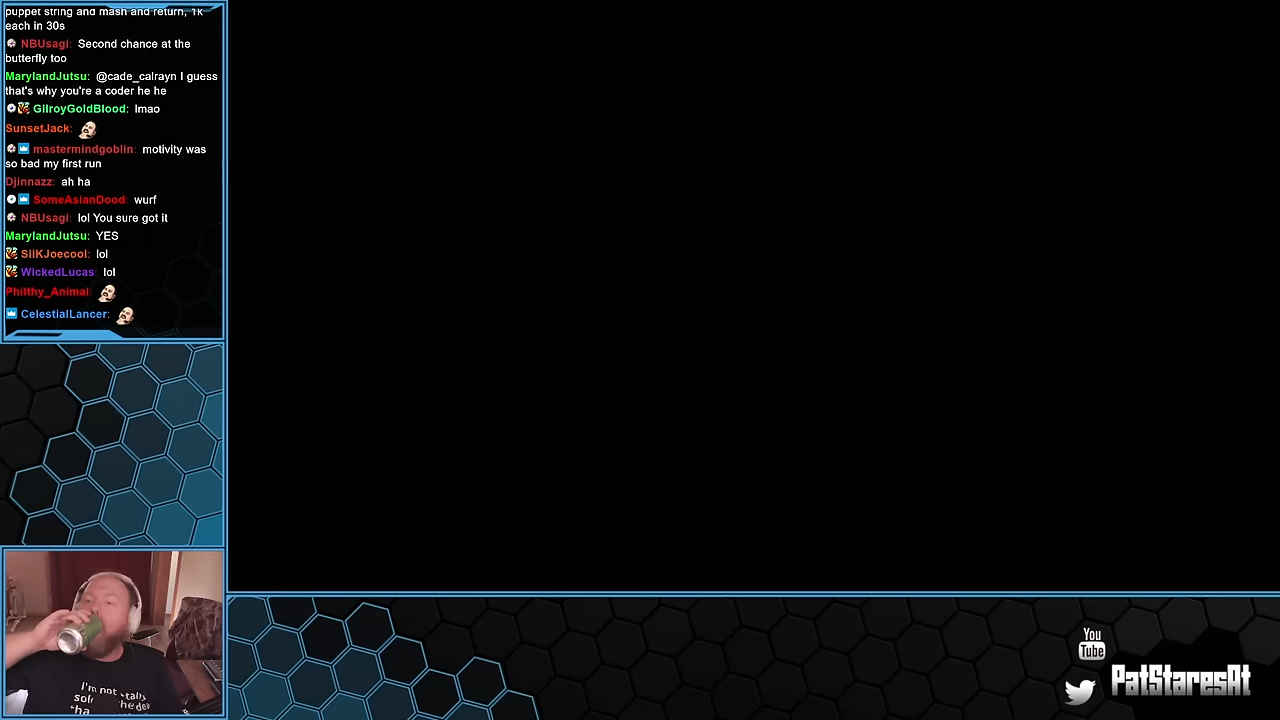 puppet string and mash and return, 1k
each in 30s
NBUsagi: Second chance at the
butterfly too
MarylandJutsu: @cade_calrayn I guess
that's why you're a coder he he
GilroyGoldBlood: lmao
SunsetJack:
mastermindgoblin: motivity was
so bad my first run
Djinnazz: ah ha
SomeAsianDood: wurf
NBUsagi: lol You sure got it
MarylandJutsu: YES
SliKJoecool: lol
WickedLucas: lol
Philthy_Animal:
CelestialLancer:
I'm not
You
Tube
PatStaresAt